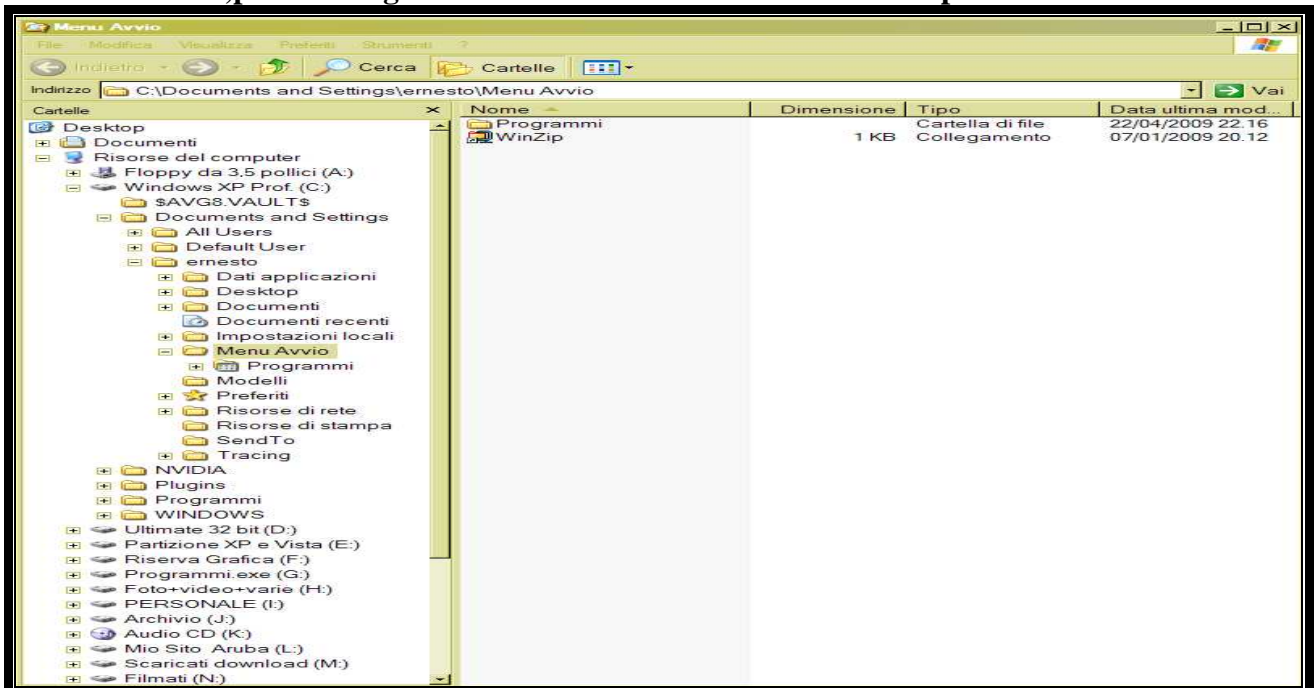 Menu Avvio
File Modifica Visualizza Preferiti Strumenti ?
Indietro Cerca Cartelle
Indirizzo C:\Documents and Settings\ernesto\Menu Avvio Vai
Cartelle
Desktop
Documenti
Risorse del computer
Floppy da 3,5 pollici (A:)
Windows XP Prof. (C:)
$AVG8.VAULT$
Documents and Settings
All Users
Default User
ernesto
Dati applicazioni
Desktop
Documenti
Documenti recenti
Impostazioni locali
Menu Avvio
Programmi
Modelli
Preferiti
Risorse di rete
Risorse di stampa
SendTo
Tracing
NVIDIA
Plugins
Programmi
WINDOWS
Ultimate 32 bit (D:)
Partizione XP e Vista (E:)
Riserva Grafica (F:)
Programmi.exe (G:)
Foto+video+varie (H:)
PERSONALE (I:)
Archivio (J:)
Audio CD (K:)
Mio Sito Aruba (L:)
Scaricati download (M:)
Filmati (N:)
Nome Dimensione Tipo Data ultima mod...
Programmi Cartella di file 22/04/2009 22.16
WinZip 1 KB Collegamento 07/01/2009 20.12